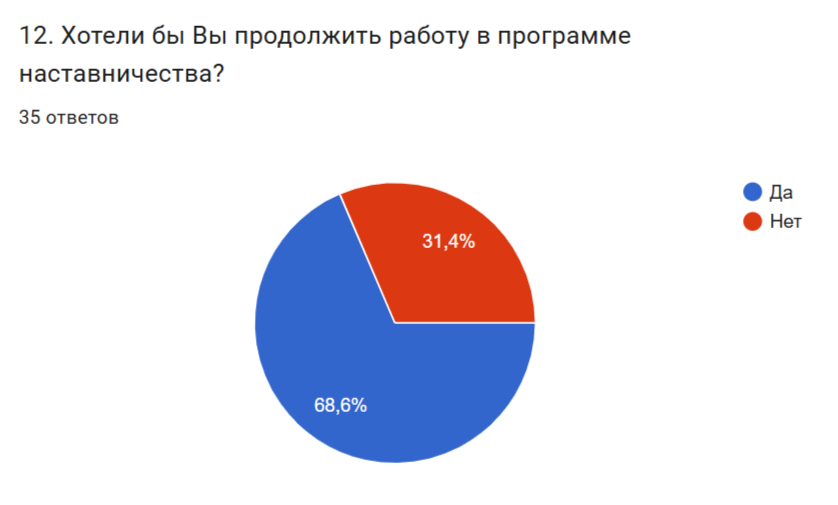 12. Хотели бы Вы продолжить работу в программе
наставничества?
35 ответов
Да
Нет
31,4%
68,6%